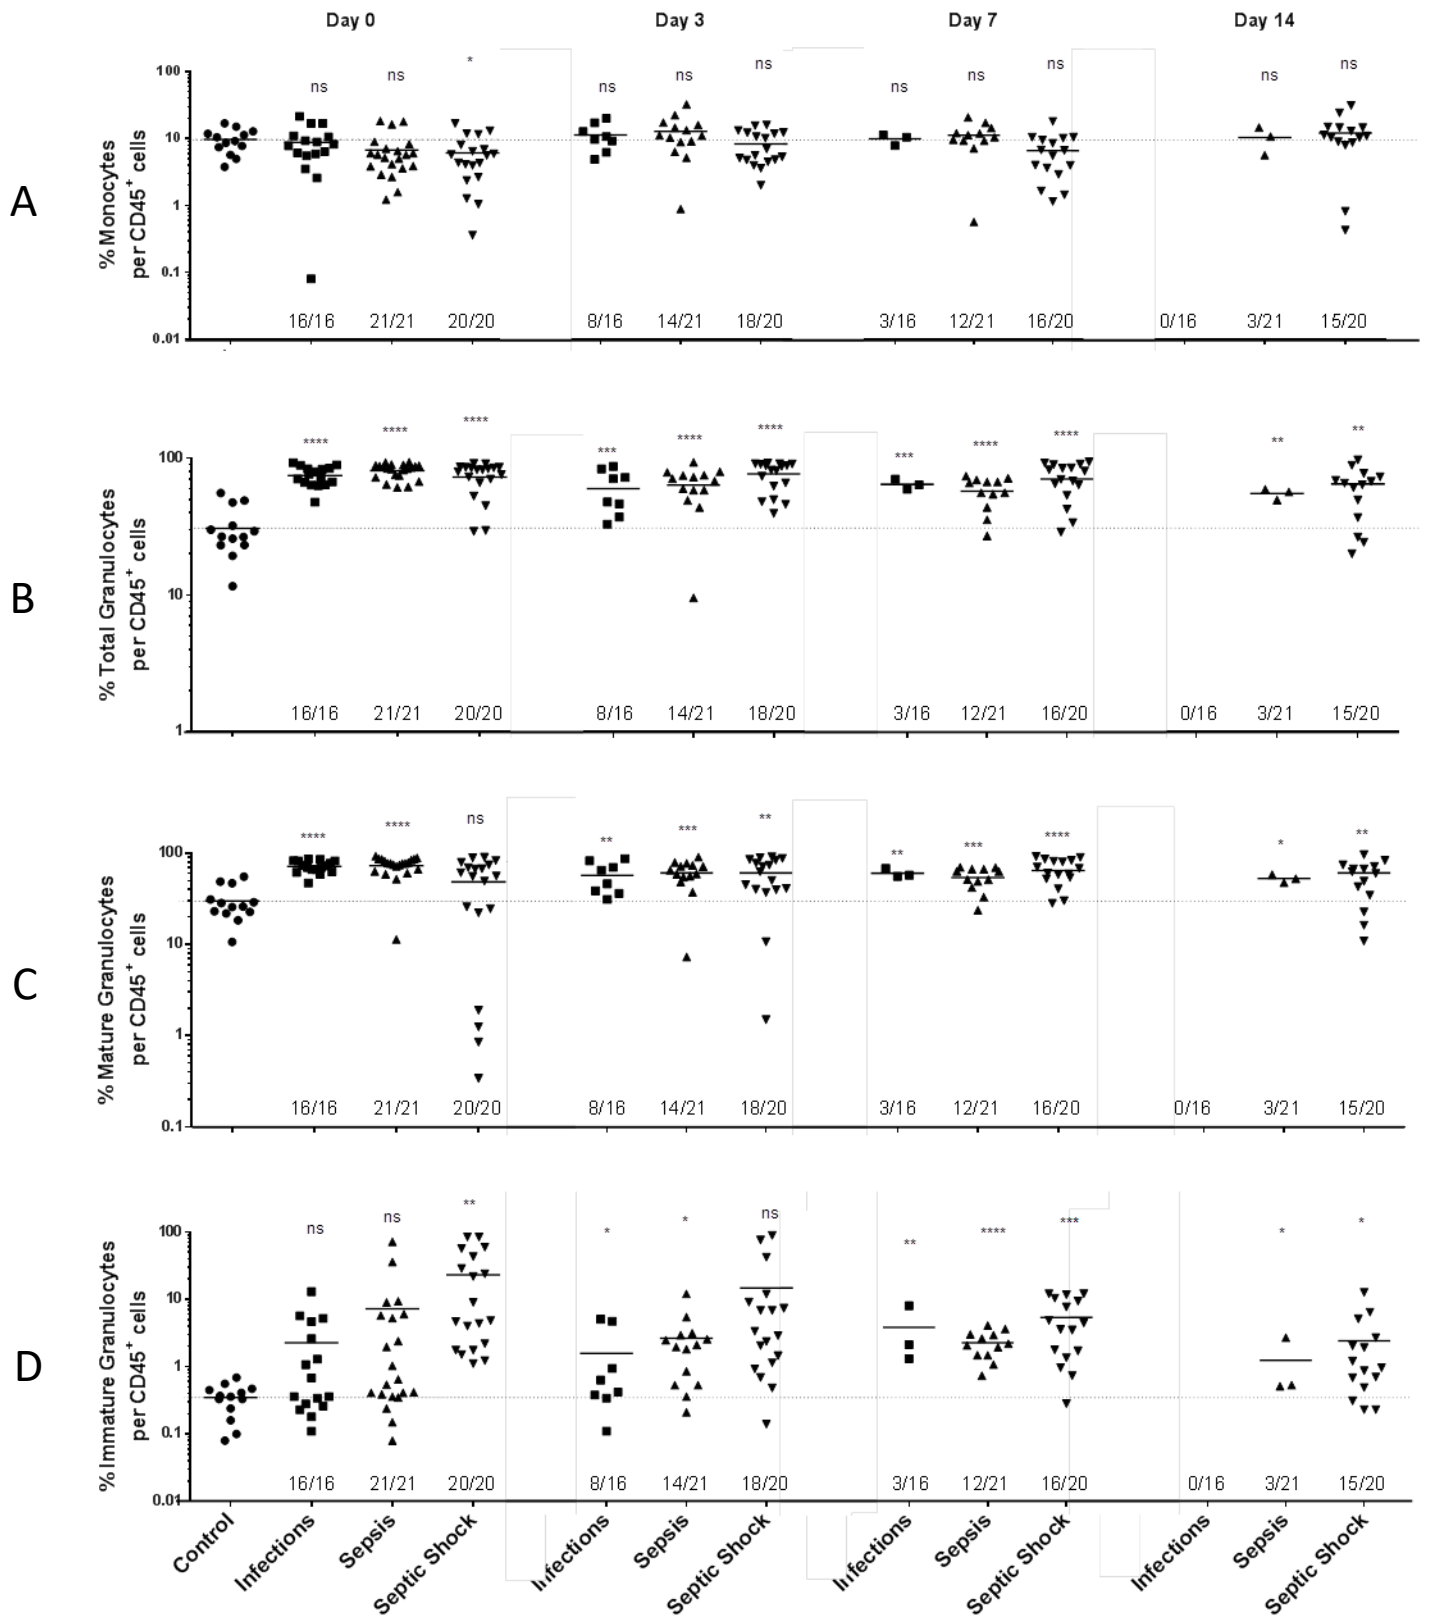 Day 0 Day 3 Day 7 Day 14
A
% Monocytes
per CD45+ cells
100
10
1
0.1
0.01
ns ns * ns ns ns ns ns ns ns ns
16/16 21/21 20/20 8/16 14/21 18/20 3/16 12/21 16/20 0/16 3/21 15/20
B
% Total Granulocytes
per CD45+ cells
100
10
1
**** **** **** *** **** **** *** **** **** ** **
16/16 21/21 20/20 8/16 14/21 18/20 3/16 12/21 16/20 0/16 3/21 15/20
C
% Mature Granulocytes
per CD45+ cells
100
10
1
0.1
**** **** ns ** *** ** ** *** **** * **
16/16 21/21 20/20 8/16 14/21 18/20 3/16 12/21 16/20 0/16 3/21 15/20
D
% Immature Granulocytes
per CD45+ cells
100
10
1
0.1
0.01
ns ns ** * * ns ** **** *** * *
16/16 21/21 20/20 8/16 14/21 18/20 3/16 12/21 16/20 0/16 3/21 15/20
Control Infections Sepsis Septic Shock Infections Sepsis Septic Shock Infections Sepsis Septic Shock Infections Sepsis Septic Shock